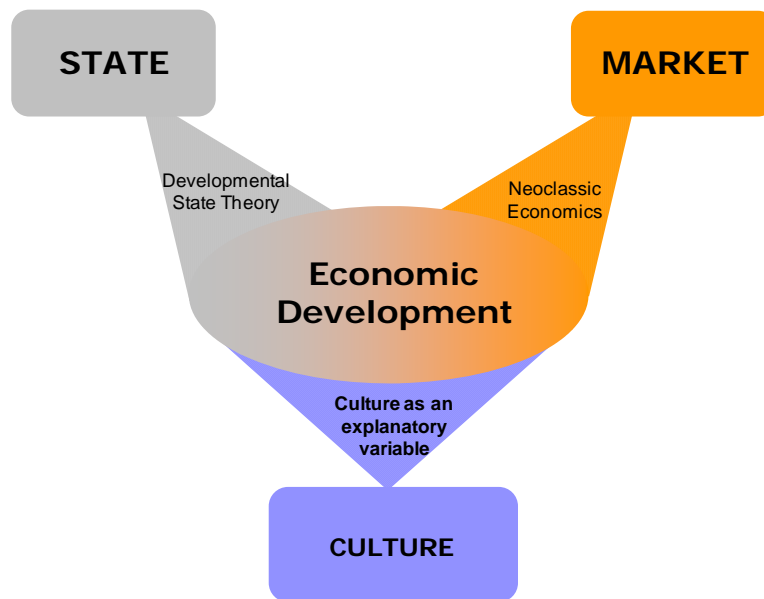 STATE
MARKET
Developmental
State Theory
Neoclassic
Economics
Economic
Development
Culture as an
explanatory
variable
CULTURE